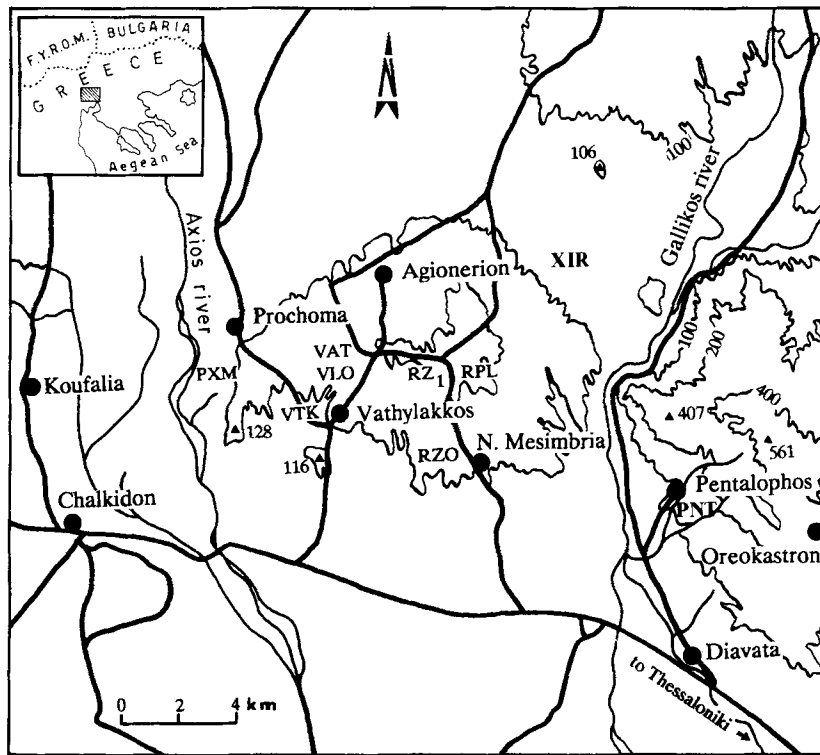 F.Y.R.O.M.
BULGARIA
GREECE
Aegean Sea
106
100
Gallikos river
XIR
Axios river
Agionerion
Prochoma
100
200
VAT
PXM
VLO
RZ1
RPL
Koufalia
400
407
VTK
Vathylakkos
128
561
116
RZO
N. Mesimbria
Pentalophos
Chalkidon
PNT
Oreokastron
Diavata
to Thessaloniki
0 2 4 km